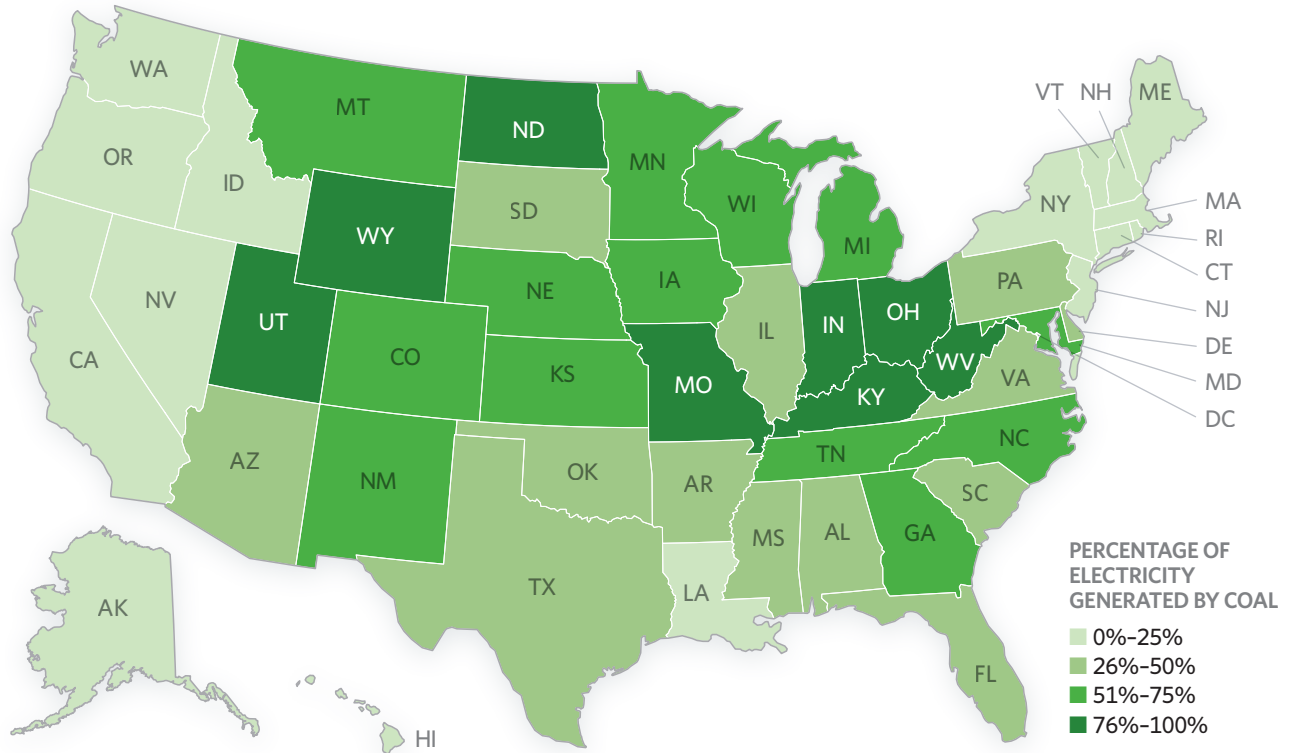 WA
MT
ND
MN
VT NH
ME
OR
ID
SD
WI
MI
NY
MA
RI
CT
NJ
DE
MD
DC
WY
NE
IA
PA
NV
UT
CO
KS
IL
IN
OH
WV
VA
CA
MO
KY
AZ
NM
OK
AR
TN
NC
SC
MS
AL
GA
TX
LA
FL
AK
HI
PERCENTAGE OF
ELECTRICITY
GENERATED BY COAL
0%–25%
26%–50%
51%–75%
76%–100%